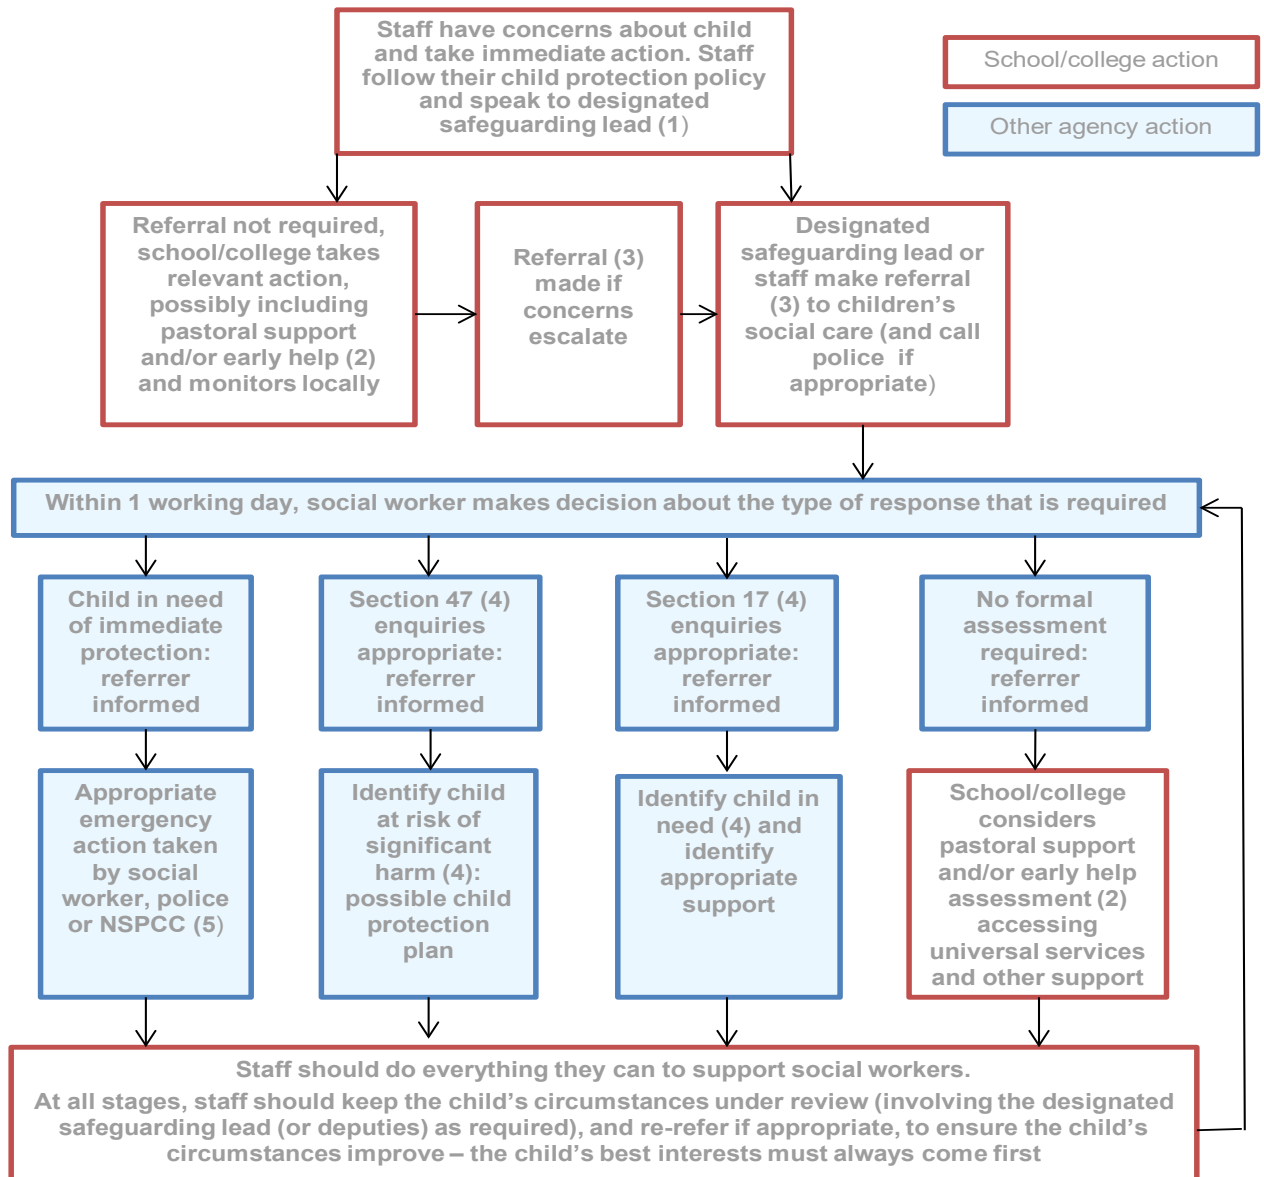 Staff have concerns about child
and take immediate action. Staff
follow their child protection policy
and speak to designated
safeguarding lead (1)
School/college action
Other agency action
Referral not required,
school/college takes
relevant action,
possibly including
pastoral support
and/or early help (2)
and monitors locally
Referral (3)
made if
concerns
escalate
Designated
safeguarding lead or
staff make referral
(3) to children’s
social care (and call
police if
appropriate)
Within 1 working day, social worker makes decision about the type of response that is required
Child in need
of immediate
protection:
referrer
informed
Section 47 (4)
enquiries
appropriate:
referrer
informed
Section 17 (4)
enquiries
appropriate:
referrer
informed
No formal
assessment
required:
referrer
informed
Appropriate
emergency
action taken
by social
worker, police
or NSPCC (5)
Identify child
at risk of
significant
harm (4):
possible child
protection
plan
Identify child in
need (4) and
identify
appropriate
support
School/college
considers
pastoral support
and/or early help
assessment (2)
accessing
universal services
and other support
Staff should do everything they can to support social workers.
At all stages, staff should keep the child’s circumstances under review (involving the designated
safeguarding lead (or deputies) as required), and re-refer if appropriate, to ensure the child’s
circumstances improve – the child’s best interests must always come first